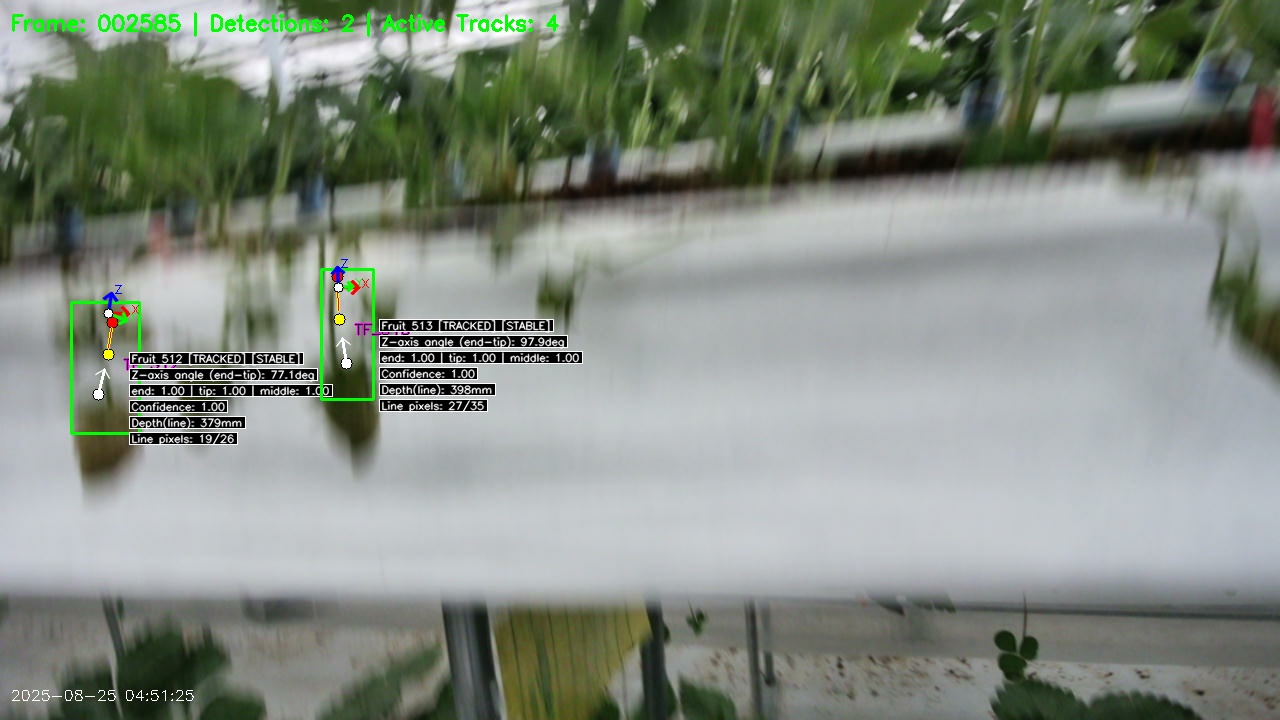 Frame: 002585 | Detections: 2 | Active Tracks: 4
Z
X
Fruit 513 [TRACKED] [STABLE]
Z-axis angle (end-tip): 97.9deg
end: 1.00 | tip: 1.00 | middle: 1.00
Confidence: 1.00
Depth(line): 398mm
Line pixels: 27/35
Z
X
Fruit 512 [TRACKED] [STABLE]
Z-axis angle (end-tip): 77.1deg
end: 1.00 | tip: 1.00 | middle: 1.00
Confidence: 1.00
Depth(line): 379mm
Line pixels: 19/26
2025-08-25 04:51:25